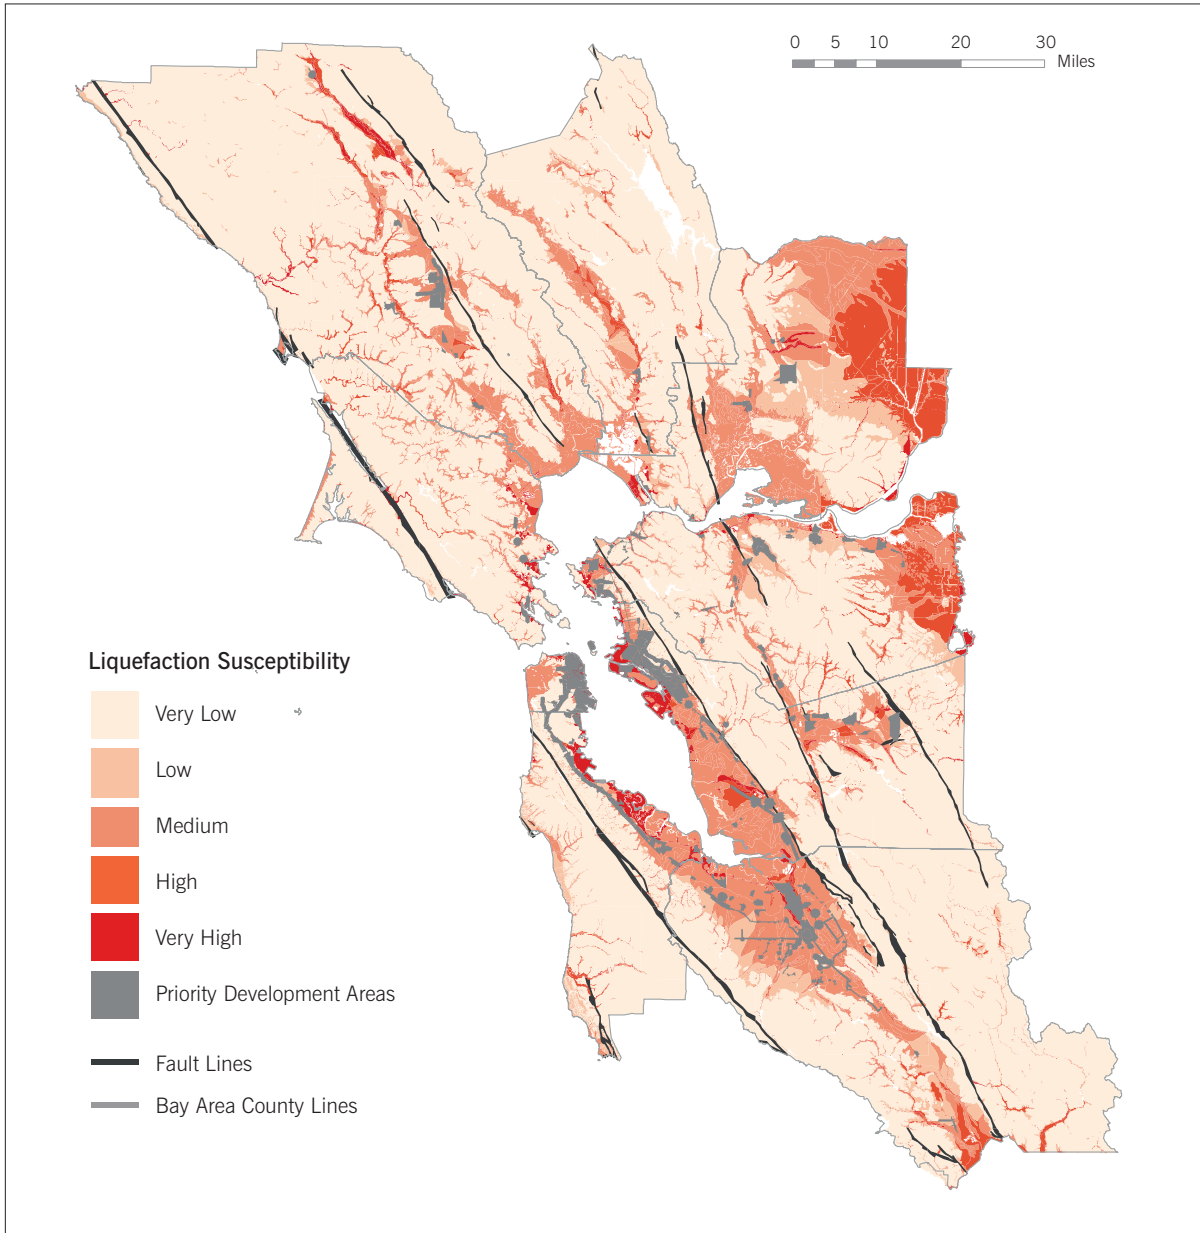 0 5 10 20 30
Miles
Liquefaction Susceptibility
Very Low
Low
Medium
High
Very High
Priority Development Areas
Fault Lines
Bay Area County Lines